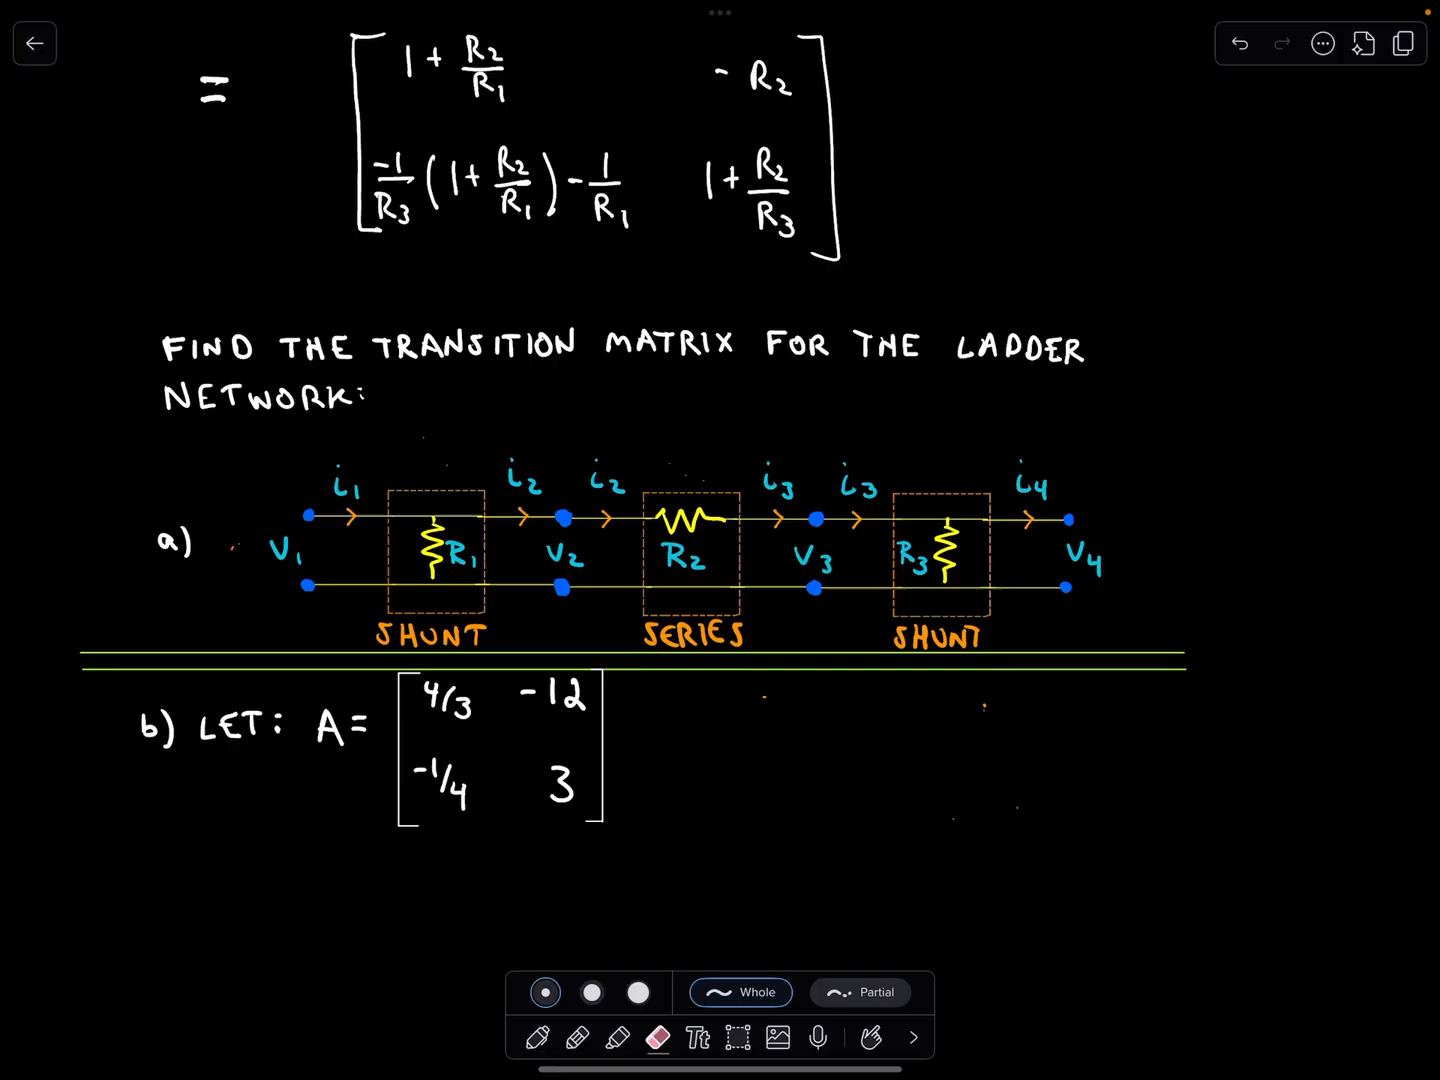 = [ 1 + R2/R1   - R2 ]
[ -1/R3 (1 + R2/R1) - 1/R1   1 + R2/R3 ]
FIND THE TRANSITION MATRIX FOR THE LADDER
NETWORK:
i1 i2 i2 i3 i3 i4
a) V1 R1 V2 R2 V3 R3 V4
SHUNT SERIES SHUNT
b) LET: A = [ 4/3   -12 ]
[ -1/4   3 ]
Whole Partial
Tt